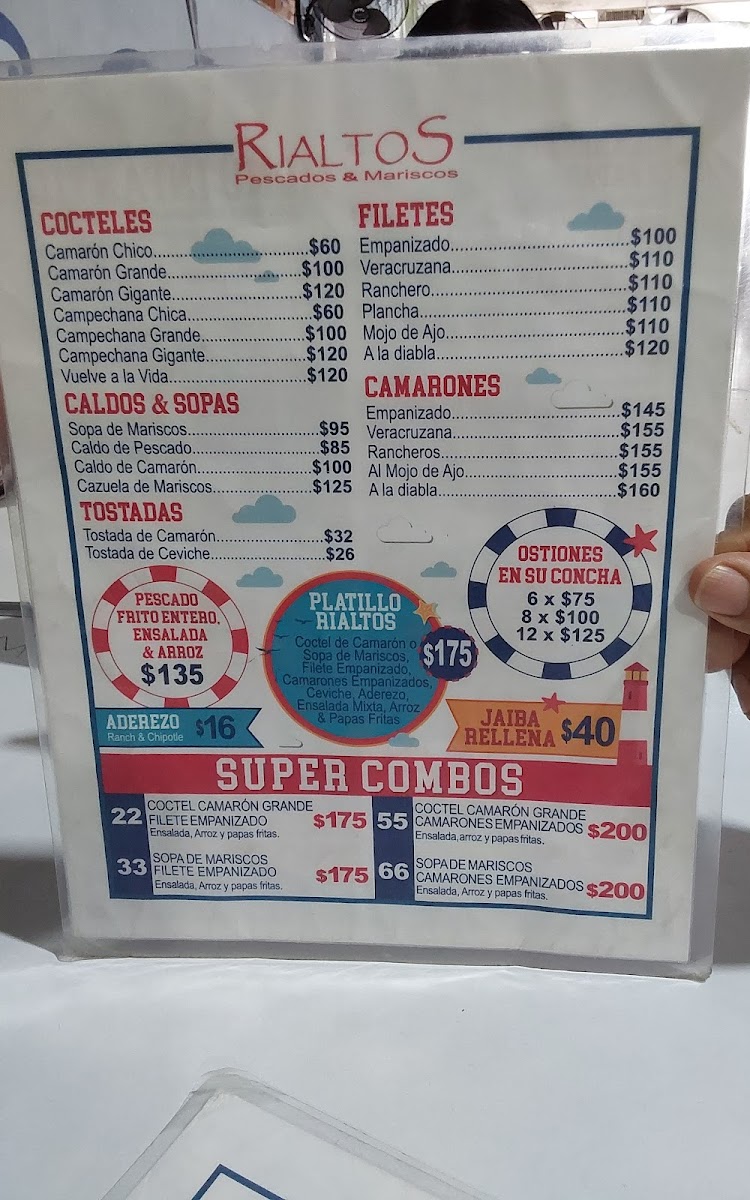 RIALTOS
Pescados & Mariscos
COCTELES
Camarón Chico..............................$60
Camarón Grande..........................$100
Camarón Gigante.........................$120
Campechana Chica.......................$60
Campechana Grande....................$100
Campechana Gigante...................$120
Vuelve a la Vida...........................$120
CALDOS & SOPAS
Sopa de Mariscos.........................$95
Caldo de Pescado.........................$85
Caldo de Camarón.......................$100
Cazuela de Mariscos....................$125
TOSTADAS
Tostada de Camarón.....................$32
Tostada de Ceviche.......................$26
FILETES
Empanizado..................................$100
Veracruzana..................................$110
Ranchero.......................................$110
Plancha.........................................$110
Mojo de Ajo...................................$110
A la diabla.....................................$120
CAMARONES
Empanizado..................................$145
Veracruzana..................................$155
Rancheros.....................................$155
Al Mojo de Ajo...............................$155
A la diabla.....................................$160
PESCADO
FRITO ENTERO,
ENSALADA
& ARROZ
$135
ADEREZO
Ranch & Chipotle
$16
PLATILLO
RIALTOS
Coctel de Camarón o
Sopa de Mariscos,
Filete Empanizado,
Camarones Empanizados,
Ceviche, Aderezo,
Ensalada Mixta, Arroz
& Papas Fritas
$175
OSTIONES
EN SU CONCHA
6 x $75
8 x $100
12 x $125
JAIBA
RELLENA
$40
SUPER COMBOS
22
COCTEL CAMARÓN GRANDE
FILETE EMPANIZADO
Ensalada, Arroz y papas fritas.
$175
33
SOPA DE MARISCOS
FILETE EMPANIZADO
Ensalada, Arroz y papas fritas.
$175
55
COCTEL CAMARÓN GRANDE
CAMARONES EMPANIZADOS
Ensalada, arroz y papas fritas.
$200
66
SOPA DE MARISCOS
CAMARONES EMPANIZADOS
Ensalada, Arroz y papas fritas.
$200